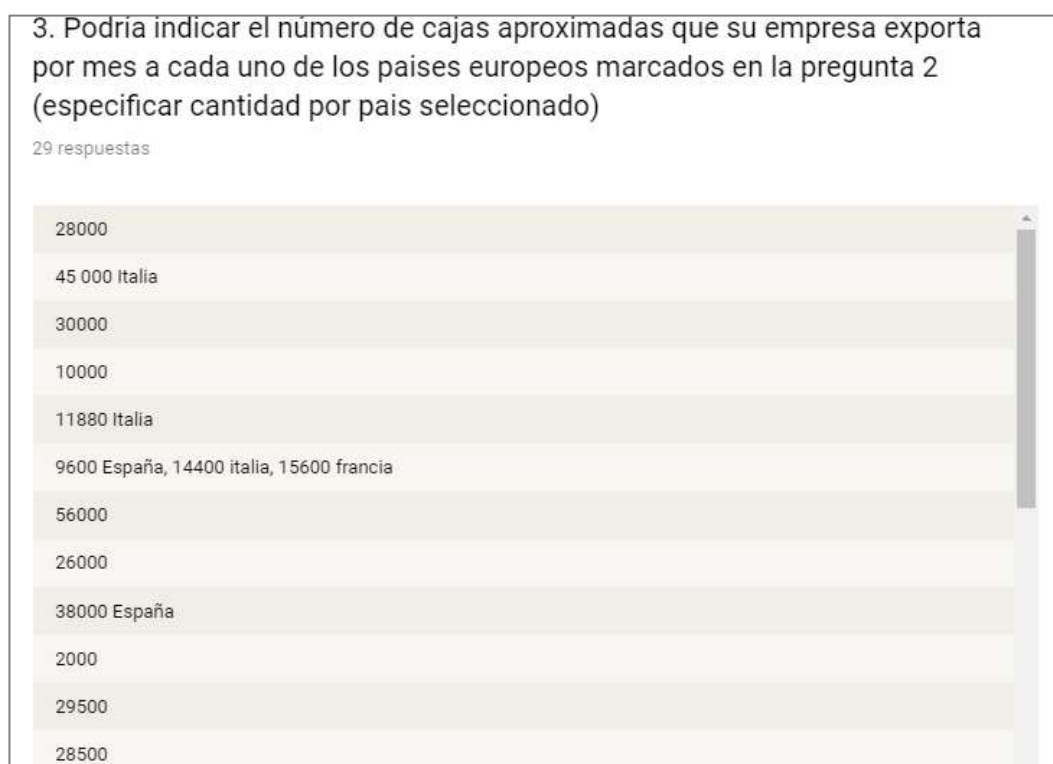 3. Podría indicar el número de cajas aproximadas que su empresa exporta
por mes a cada uno de los paises europeos marcados en la pregunta 2
(especificar cantidad por pais seleccionado)
29 respuestas
28000
45 000 Italia
30000
10000
11880 Italia
9600 España, 14400 italia, 15600 francia
56000
26000
38000 España
2000
29500
28500